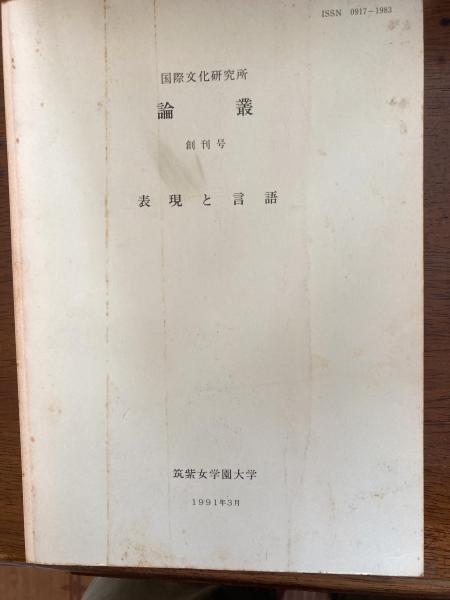 ISSN 0917-1983
国際文化研究所
論叢
創刊号
表現と言語
筑紫女学園大学
1991年3月